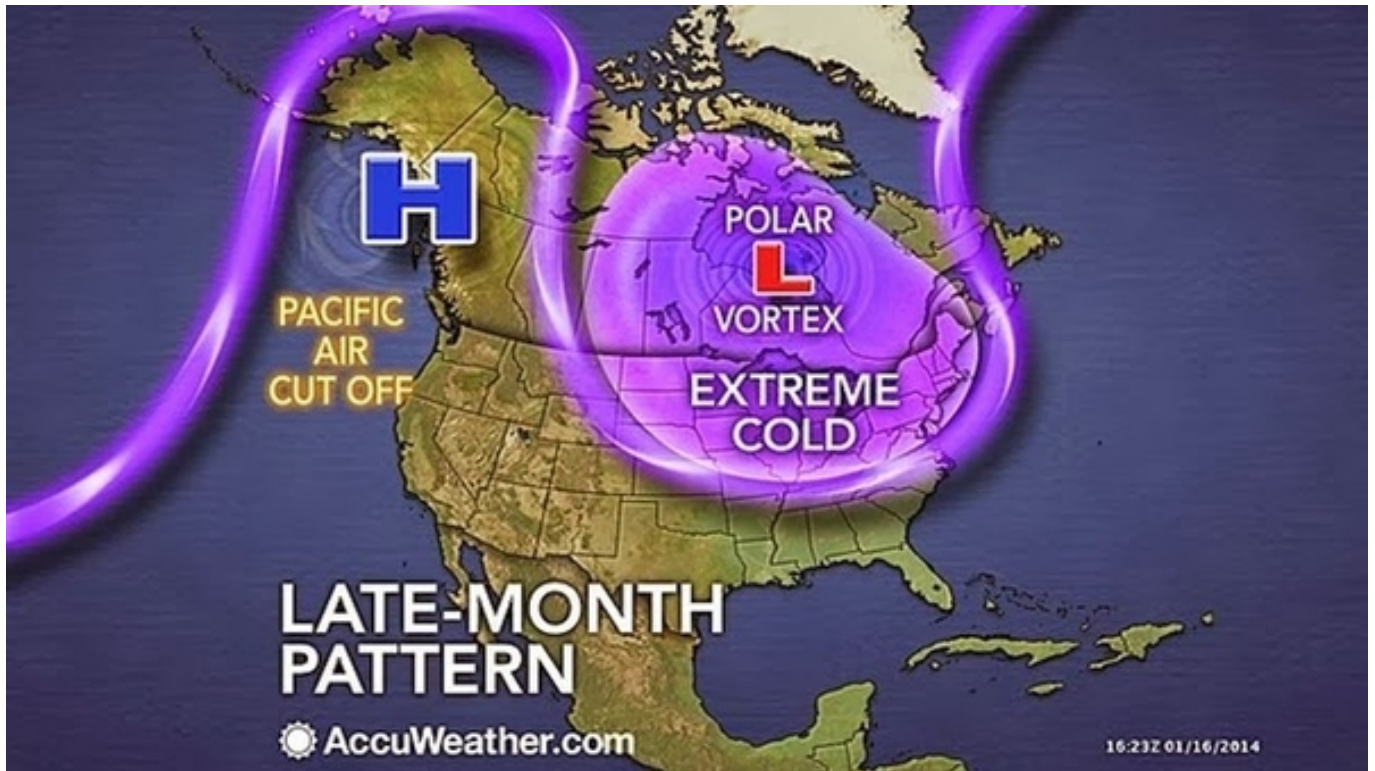 H
POLAR
L
VORTEX
PACIFIC
AIR
CUT OFF
EXTREME
COLD
LATE-MONTH
PATTERN
AccuWeather.com
16:23Z 01/16/2014